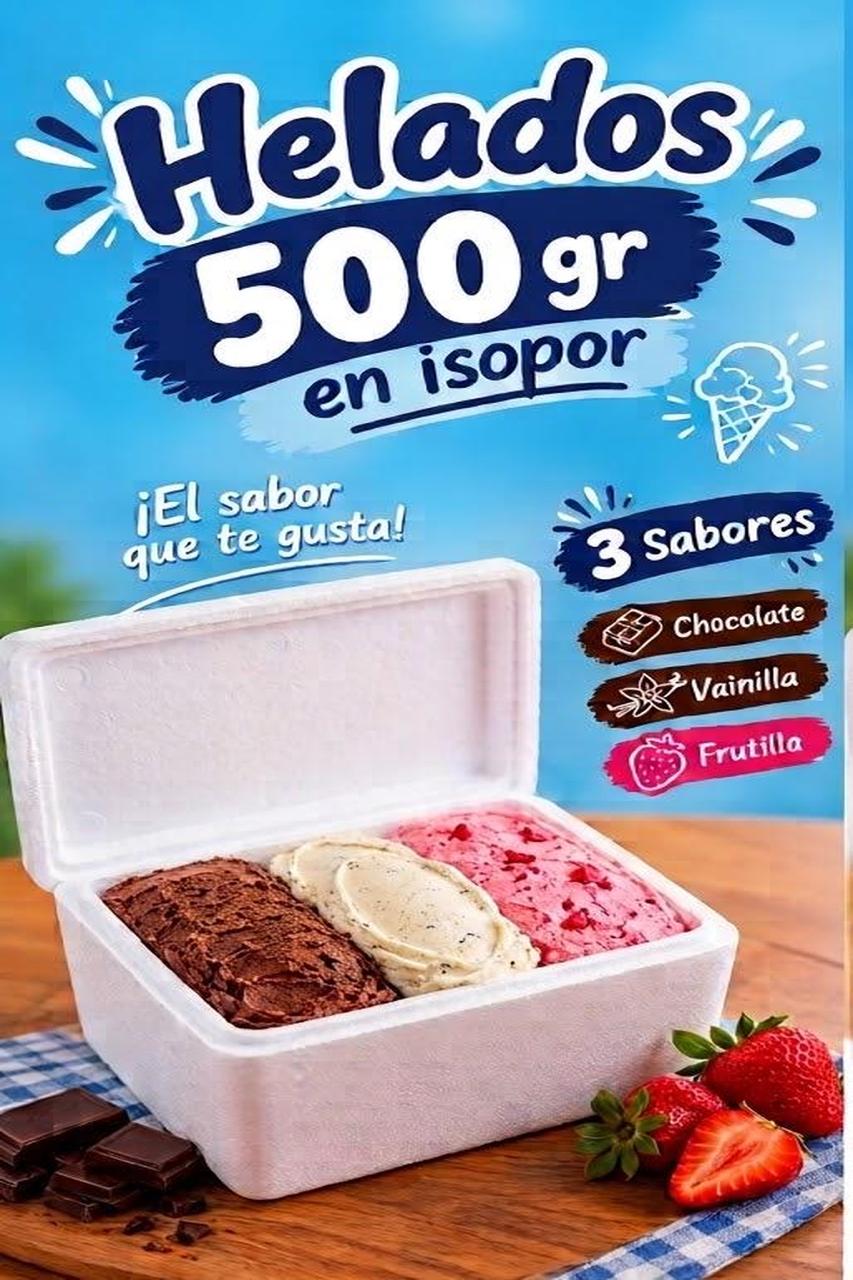 Helados
500 gr
en isopor
¡El sabor
que te gusta!
3 Sabores
Chocolate
Vainilla
Frutilla